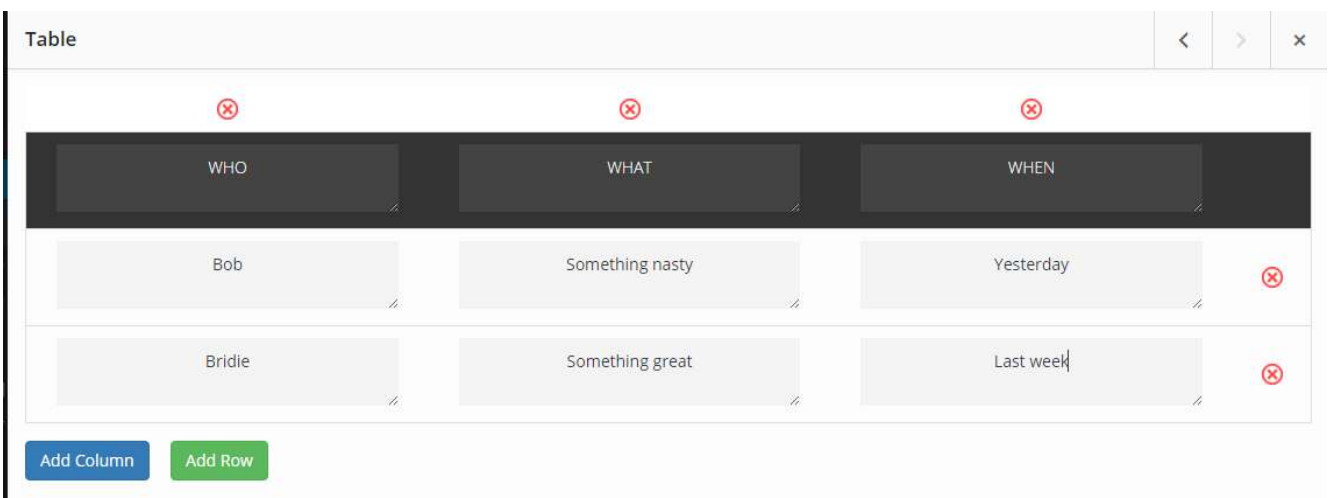 Table
WHO WHAT WHEN
Bob Something nasty Yesterday
Bridie Something great Last week
Add Column Add Row